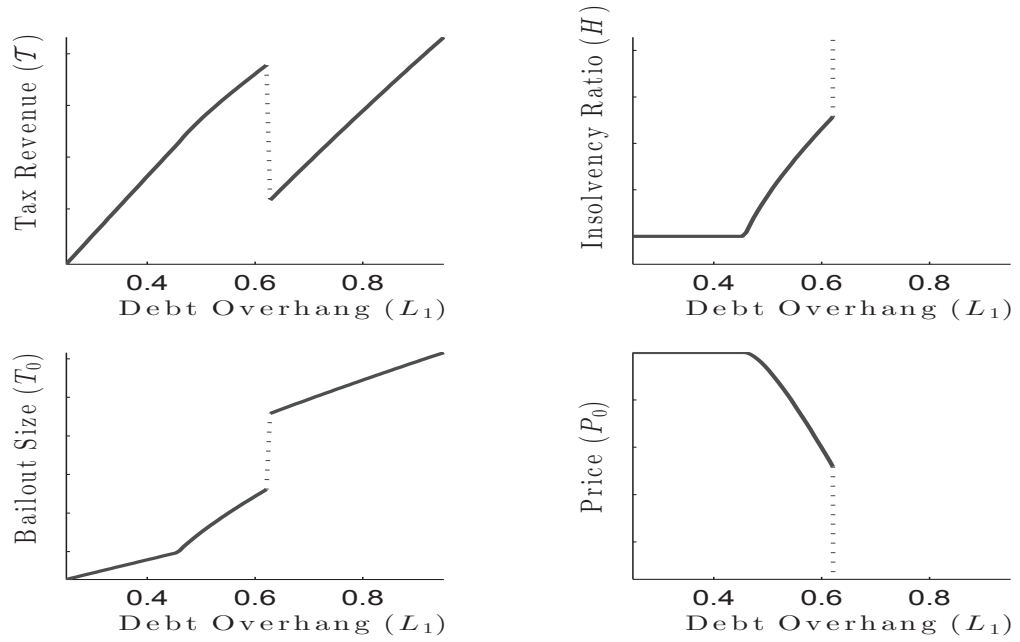 Tax Revenue (𝒯)
0.4 0.6 0.8
Debt Overhang (L₁)
Insolvency Ratio (H)
0.4 0.6 0.8
Debt Overhang (L₁)
Bailout Size (T₀)
0.4 0.6 0.8
Debt Overhang (L₁)
Price (P₀)
0.4 0.6 0.8
Debt Overhang (L₁)